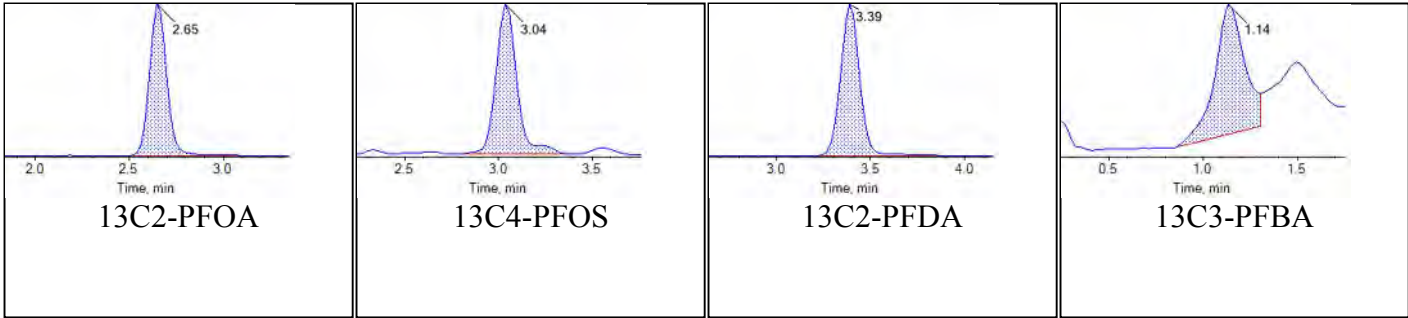 2.65
2.0 2.5 3.0
Time, min
13C2-PFOA
3.04
2.5 3.0 3.5
Time, min
13C4-PFOS
3.39
3.0 3.5 4.0
Time, min
13C2-PFDA
1.14
0.5 1.0 1.5
Time, min
13C3-PFBA